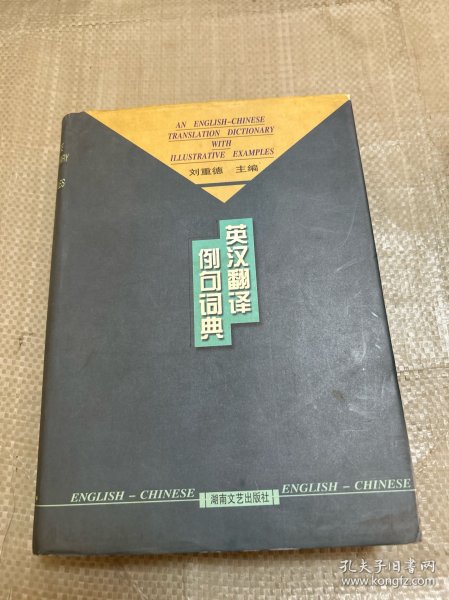 AN ENGLISH-CHINESE
TRANSLATION DICTIONARY
WITH
ILLUSTRATIVE EXAMPLES
刘重德 主编
英汉翻译
例句词典
ENGLISH - CHINESE
湖南文艺出版社
ENGLISH - CHINESE
孔夫子旧书网
www.kongfz.com